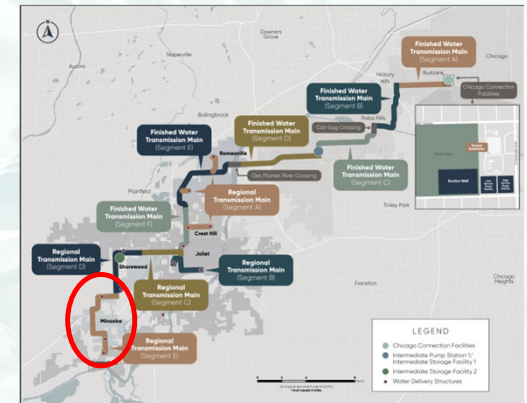 N
Downers
Grove
Naperville
Aurora
Finished Water
Transmission Main
(Segment A)
Chicago
Hickory
Hills
Burbank
Chicago Connection
Facilities
Finished Water
Transmission Main
(Segment B)
Bolingbrook
Finished Water
Transmission Main
(Segment D)
Cal-Sag Crossing
Palos Hills
Finished Water
Transmission Main
(Segment E)
Romeoville
Des Plaines River Crossing
Finished Water
Transmission Main
(Segment C)
Suction Well
Plainfield
Regional
Transmission Main
(Segment A)
Tinley Park
Finished Water
Transmission Main
(Segment F)
Crest Hill
Regional
Transmission Main
(Segment D)
Shorewood
Joliet
Regional
Transmission Main
(Segment B)
Regional
Transmission Main
(Segment C)
Frankfort
Chicago
Heights
Minooka
Regional
Transmission Main
(Segment E)
LEGEND
Chicago Connection Facilities
Intermediate Pump Station 1/
Intermediate Storage Facility 1
Intermediate Storage Facility 2
Water Delivery Structures